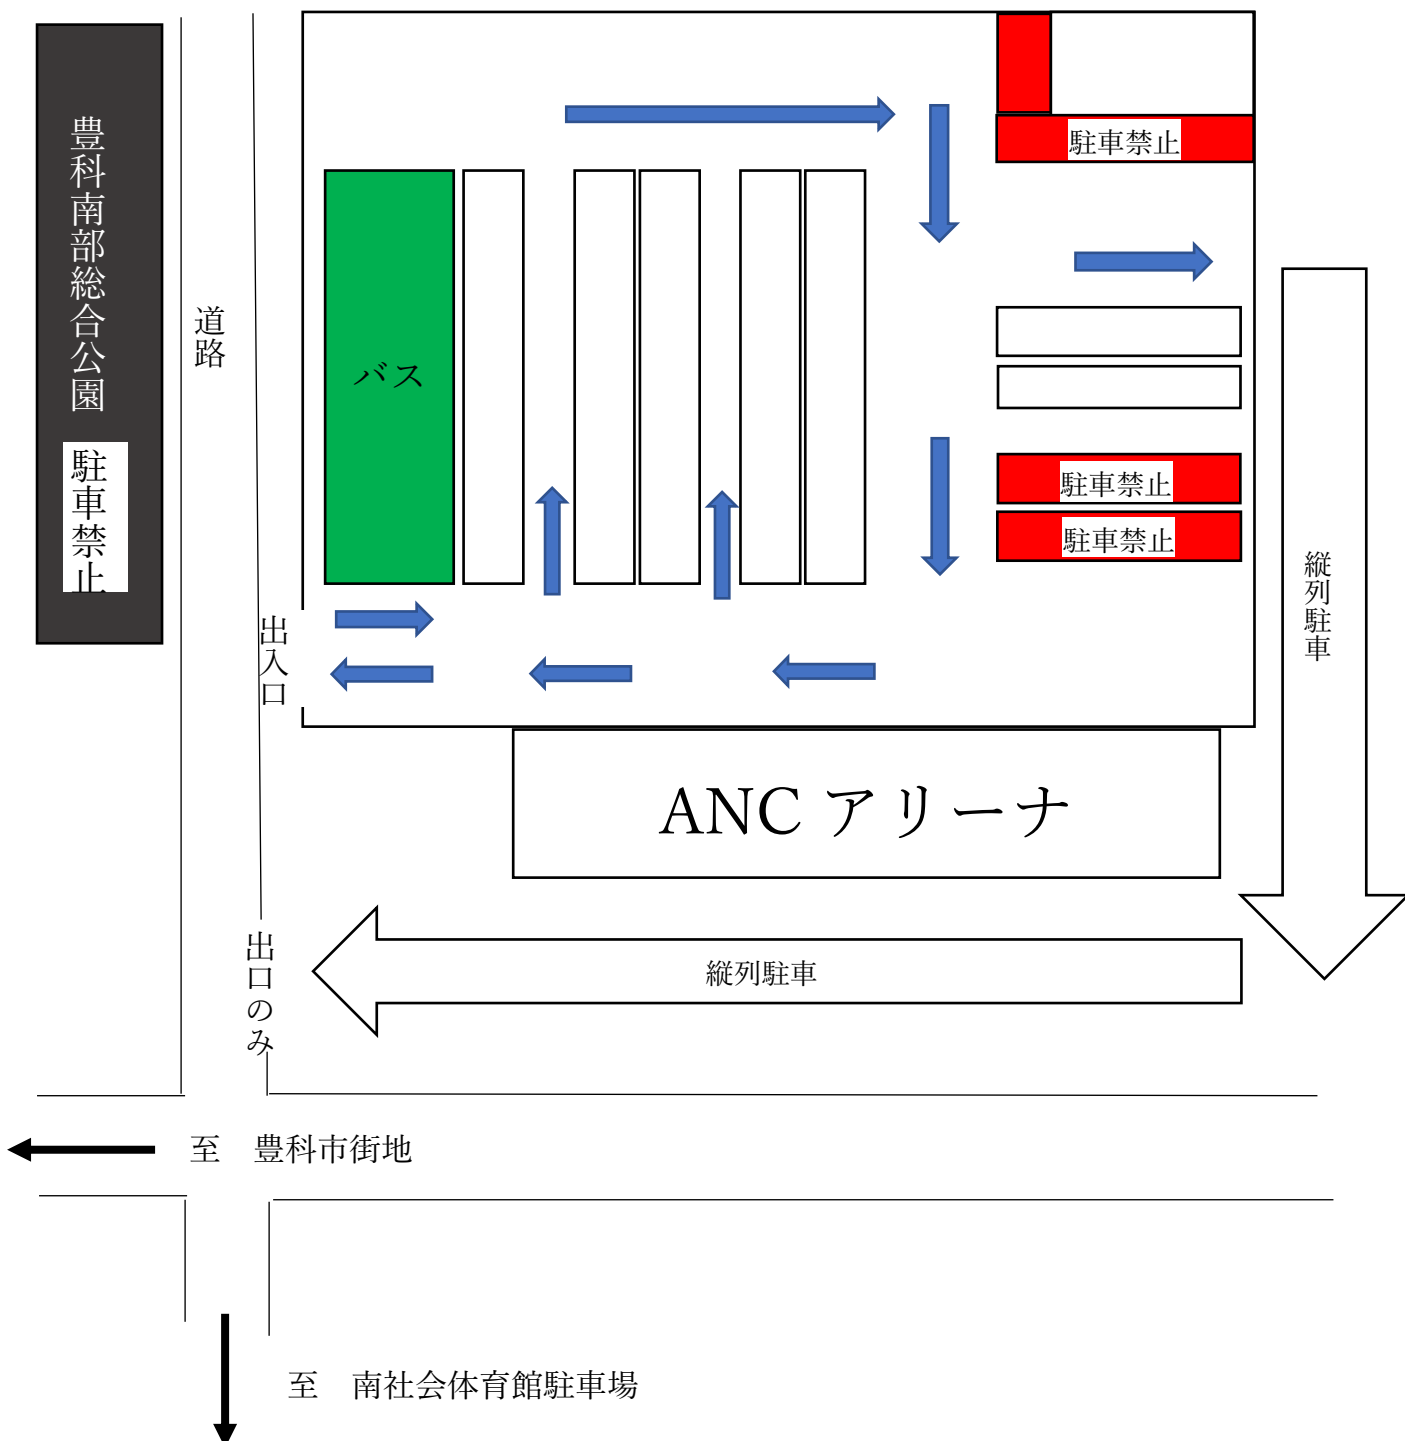 豊科南部総合公園
駐車禁止
道路
バス
駐車禁止
駐車禁止
駐車禁止
縦列駐車
出入口
ANC アリーナ
縦列駐車
出口のみ
至　豊科市街地
至　南社会体育館駐車場